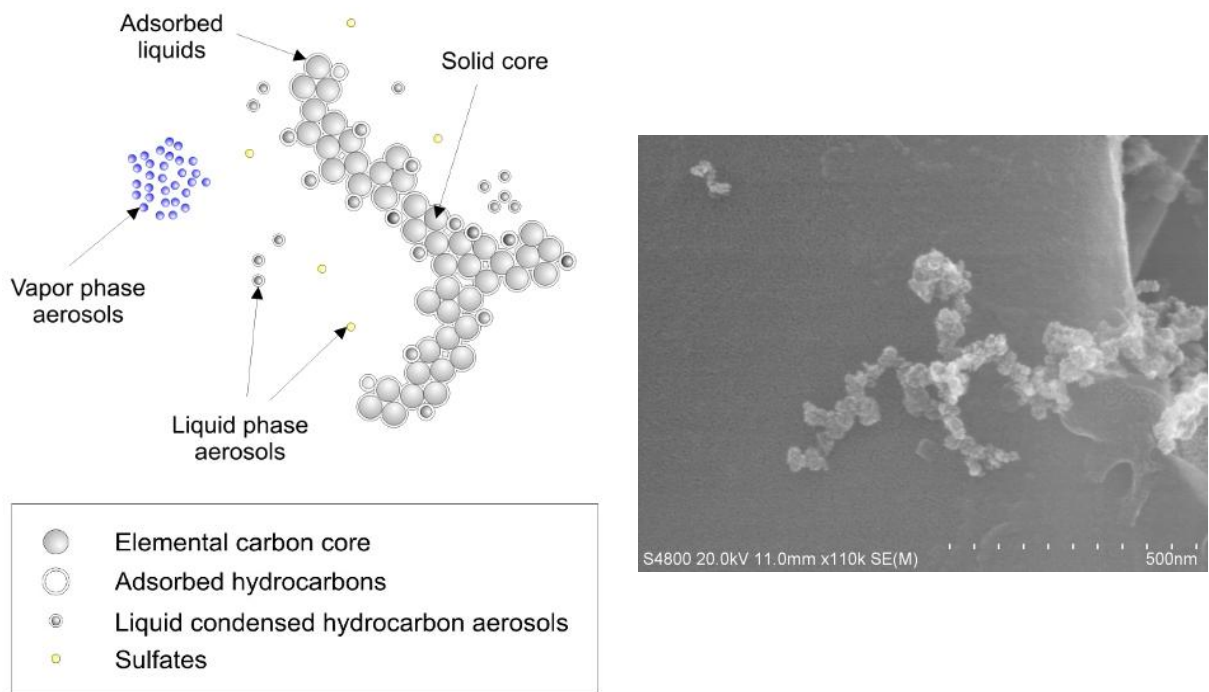 Adsorbed
liquids
Solid core
Vapor phase
aerosols
Liquid phase
aerosols
Elemental carbon core
Adsorbed hydrocarbons
Liquid condensed hydrocarbon aerosols
Sulfates
S4800 20.0kV 11.0mm x110k SE(M)
500nm